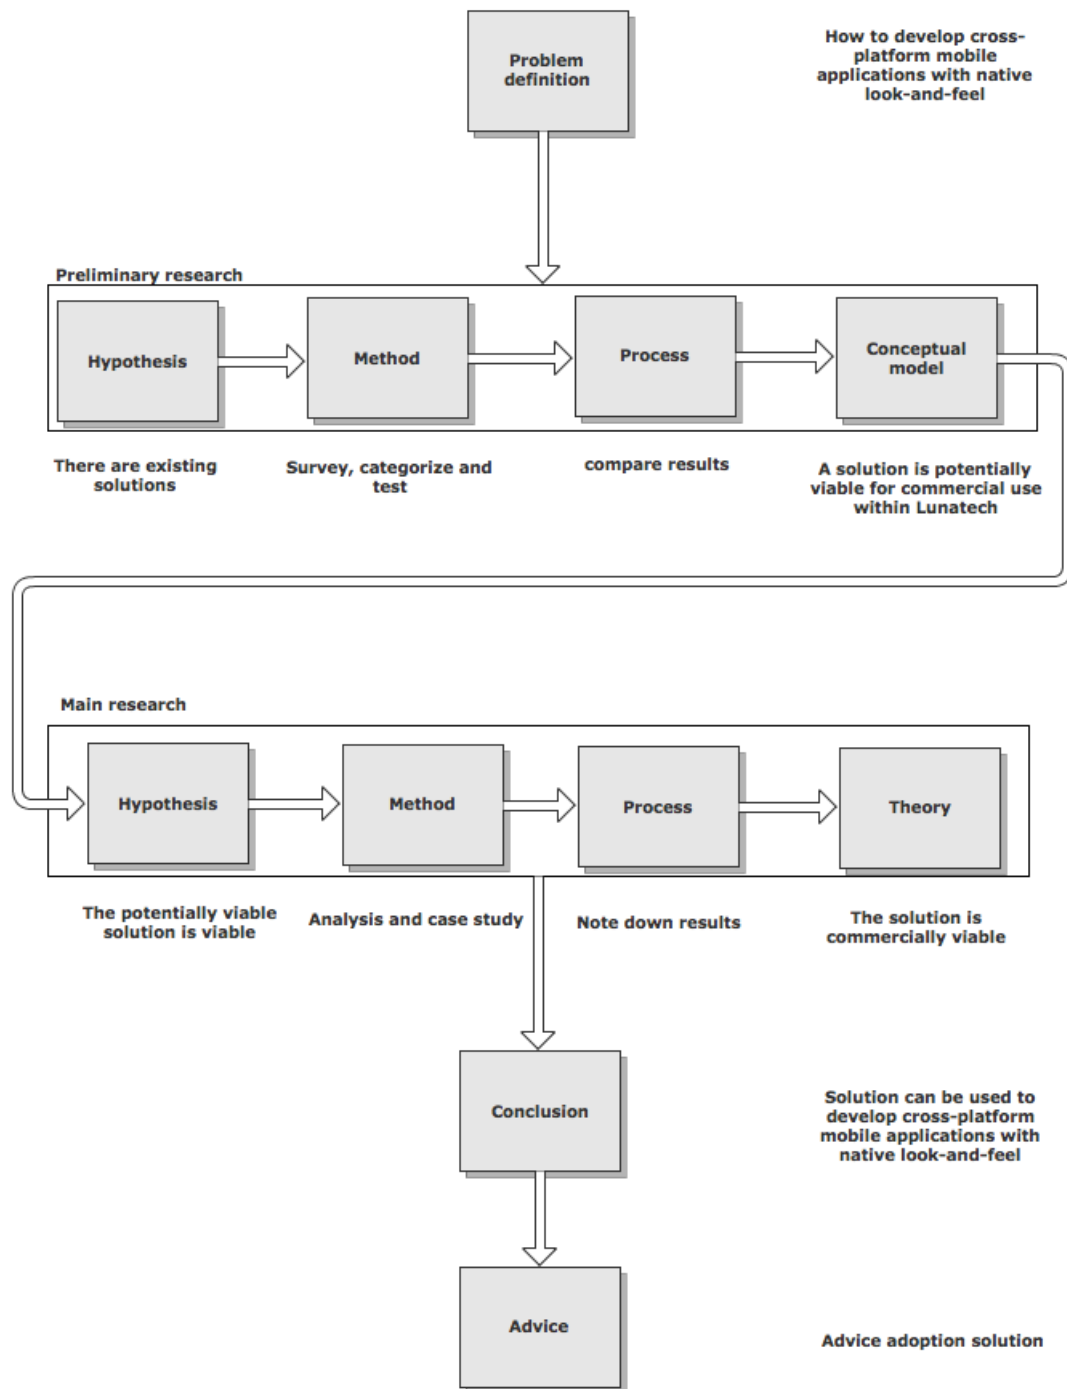 Problem
definition
How to develop cross-
platform mobile
applications with native
look-and-feel
Preliminary research
Hypothesis
Method
Process
Conceptual
model
There are existing
solutions
Survey, categorize and
test
compare results
A solution is potentially
viable for commercial use
within Lunatech
Main research
Hypothesis
Method
Process
Theory
The potentially viable
solution is viable
Analysis and case study
Note down results
The solution is
commercially viable
Conclusion
Solution can be used to
develop cross-platform
mobile applications with
native look-and-feel
Advice
Advice adoption solution